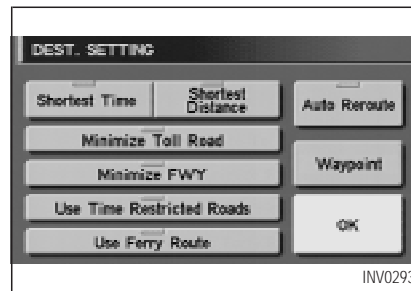 DEST. SETTING
Shortest Time
Shortest
Distance
Auto Reroute
Minimize Toll Road
Minimize FWY
Waypoint
Use Time Restricted Roads
Use Ferry Route
OK
INV0293